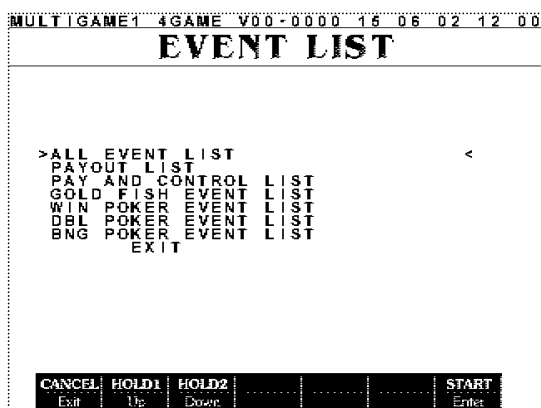 MULTIGAME1 4GAME V00-0000 15 06 02 12 00
EVENT LIST
>ALL EVENT LIST <
PAYOUT LIST
PAY AND CONTROL LIST
GOLD FISH EVENT LIST
WIN POKER EVENT LIST
DBL POKER EVENT LIST
BNG POKER EVENT LIST
EXIT
CANCEL HOLD1 HOLD2 START
Exit Up Down Enter